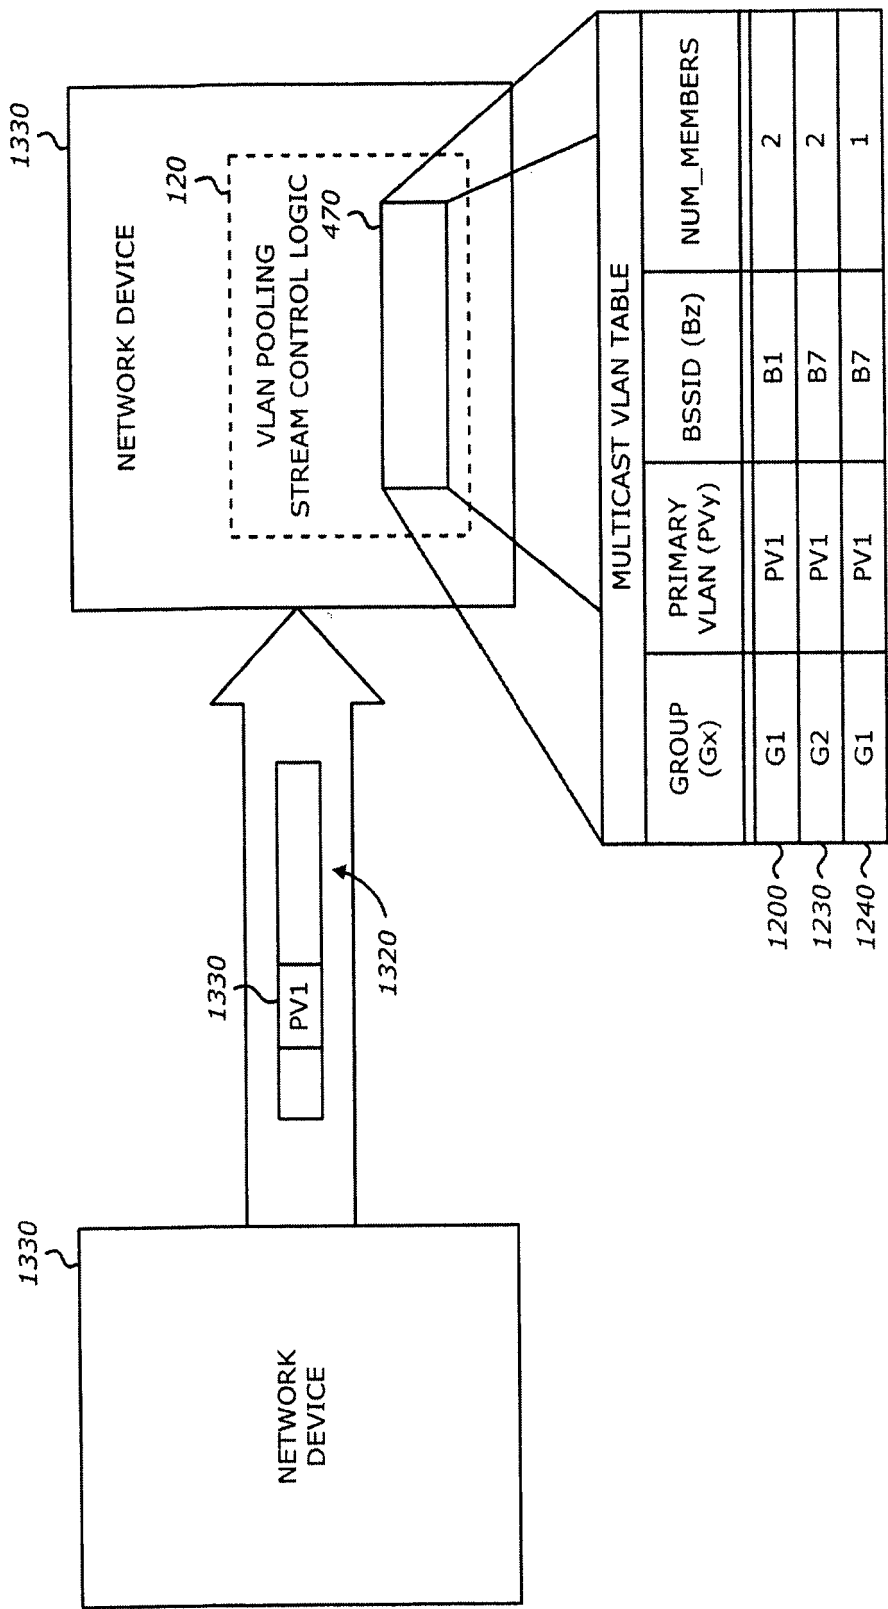 1330
NETWORK
DEVICE
1330
PV1
1320
1330
NETWORK DEVICE
120
VLAN POOLING
STREAM CONTROL LOGIC
470
MULTICAST VLAN TABLE
GROUP
(Gx)
PRIMARY
VLAN (PVy)
BSSID (Bz)
NUM_MEMBERS
1200
G1
PV1
B1
2
1230
G2
PV1
B7
2
1240
G1
PV1
B7
1